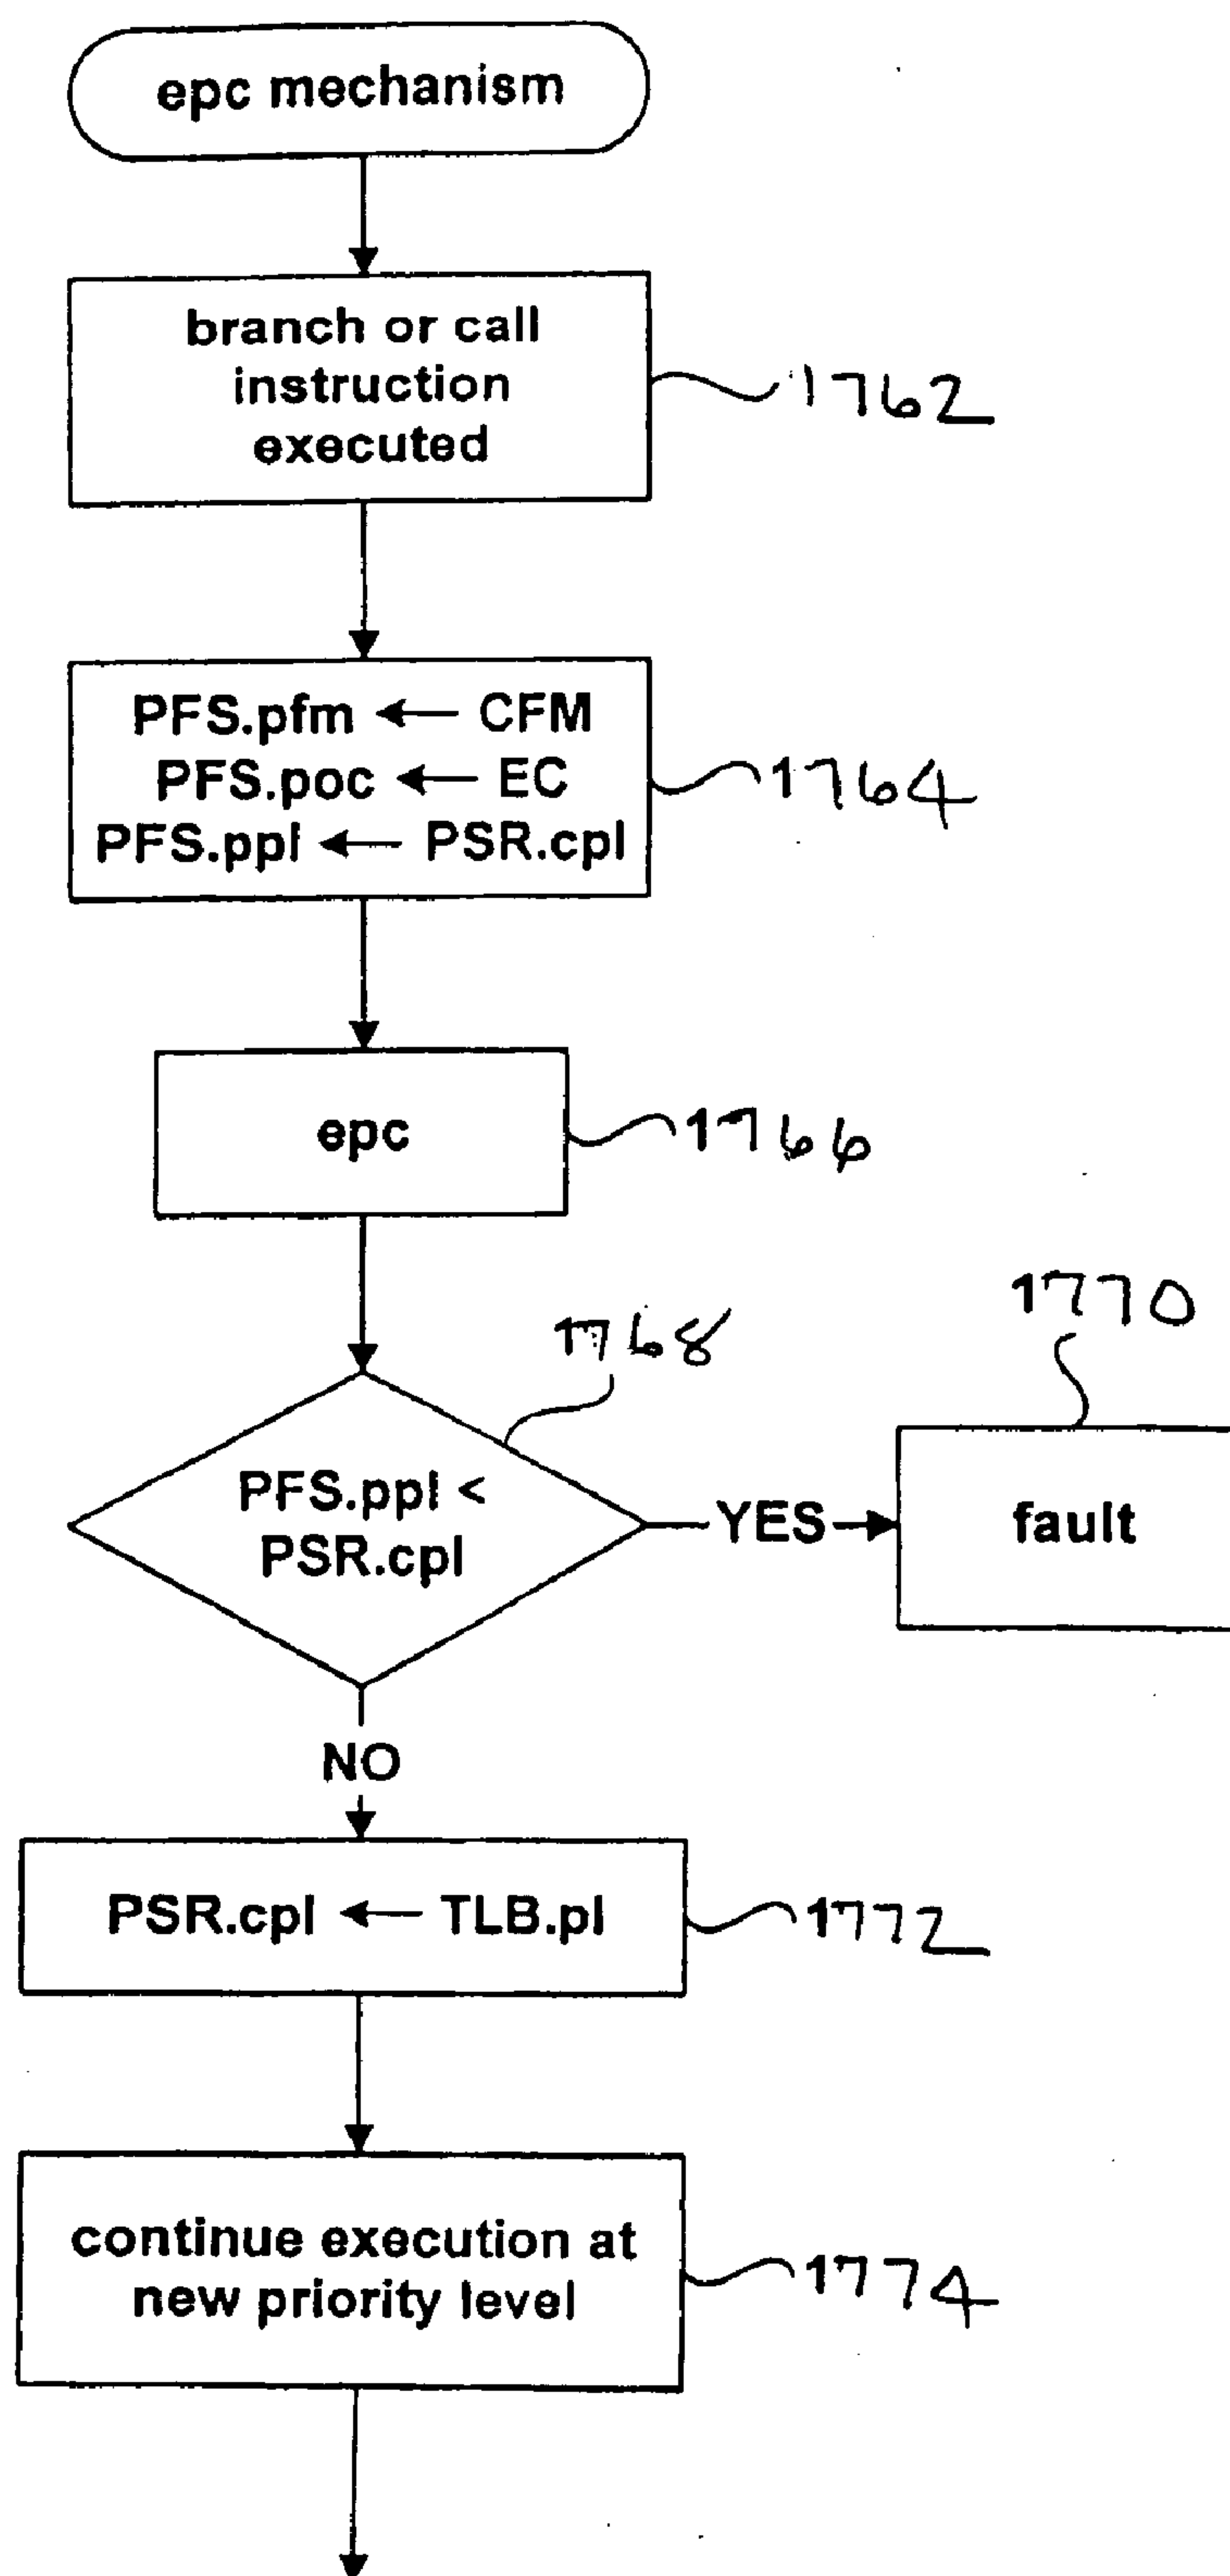 epc mechanism
branch or call
instruction
executed
1762
PFS.pfm ← CFM
PFS.poc ← EC
PFS.ppl ← PSR.cpl
1764
epc
1766
1768
1770
PFS.ppl <
PSR.cpl
YES
fault
NO
PSR.cpl ← TLB.pl
1772
continue execution at
new priority level
1774